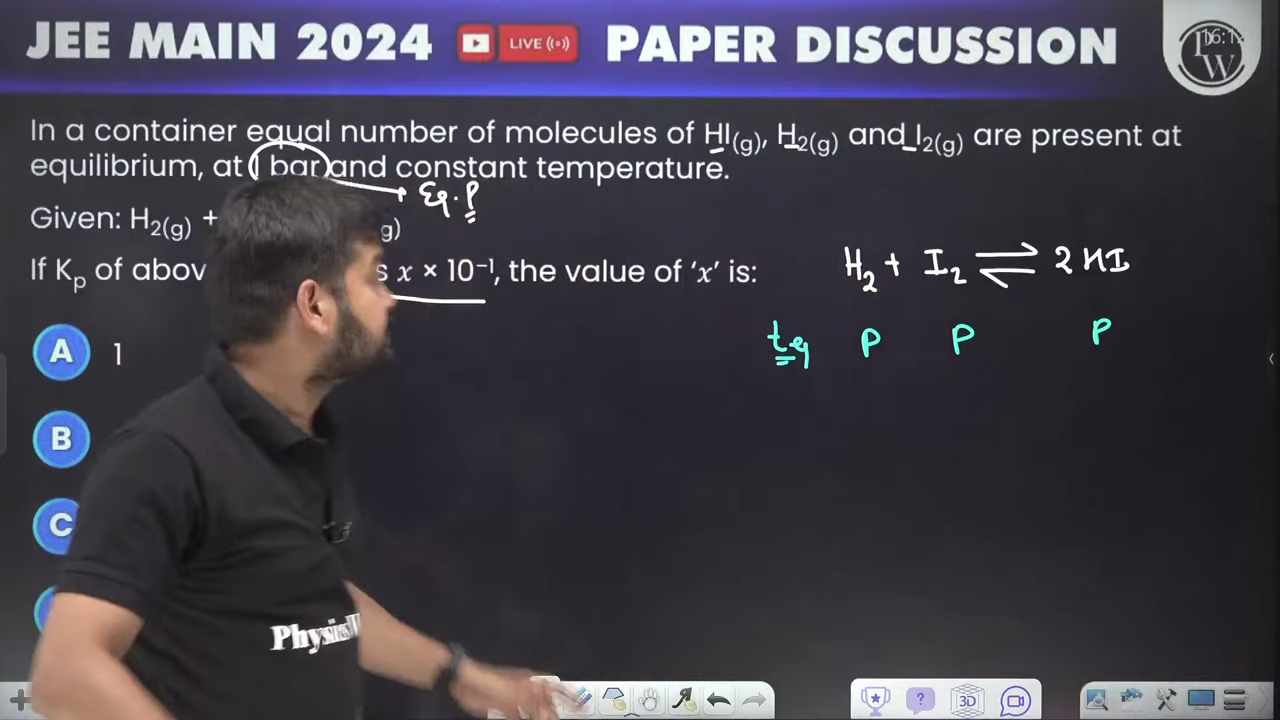 JEE MAIN 2024 LIVE PAPER DISCUSSION
In a container equal number of molecules of HI(g), H2(g) and I2(g) are present at
equilibrium, at 1 bar and constant temperature.
Eq. P
Given: H2(g) + g)
If Kp of abov s x × 10⁻¹, the value of 'x' is:
H2 + I2 ⇌ 2HI
teq P P P
A 1
B
C
Physics
3D
W